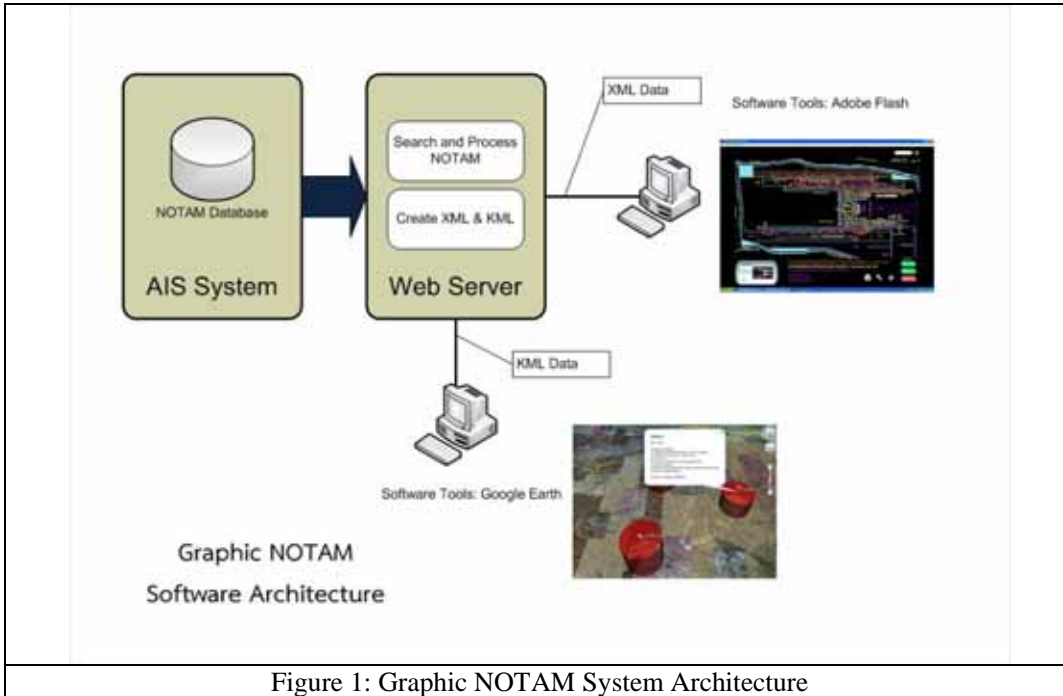 XML Data
Software Tools: Adobe Flash
Search and Process
NOTAM
NOTAM Database
Create XML & KML
AIS System
Web Server
KML Data
Software Tools: Google Earth
Graphic NOTAM
Software Architecture
Figure 1: Graphic NOTAM System Architecture